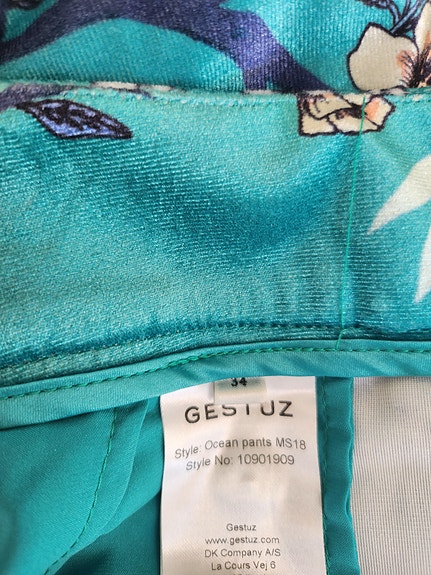 34
GESTUZ
Style: Ocean pants MS18
Style No: 10901909
Gestuz
www.gestuz.com
DK Company A/S
La Cours Vej 6